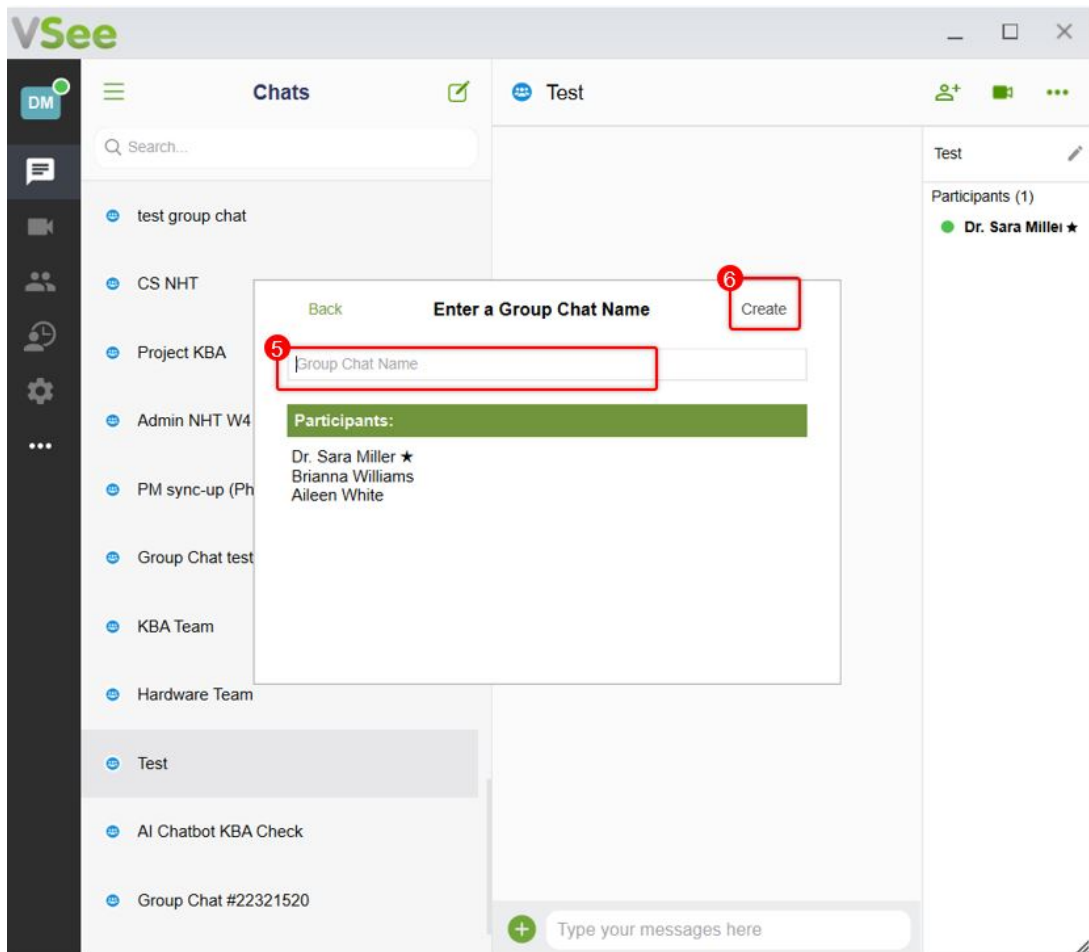 VSee
DM
Chats
Test
Search...
Test
Participants (1)
Dr. Sara Miller ★
test group chat
CS NHT
Project KBA
Admin NHT W4
PM sync-up (Ph
Group Chat test
KBA Team
Hardware Team
Test
AI Chatbot KBA Check
Group Chat #22321520
6
Back
Enter a Group Chat Name
Create
5
Group Chat Name
Participants:
Dr. Sara Miller ★
Brianna Williams
Aileen White
Type your messages here